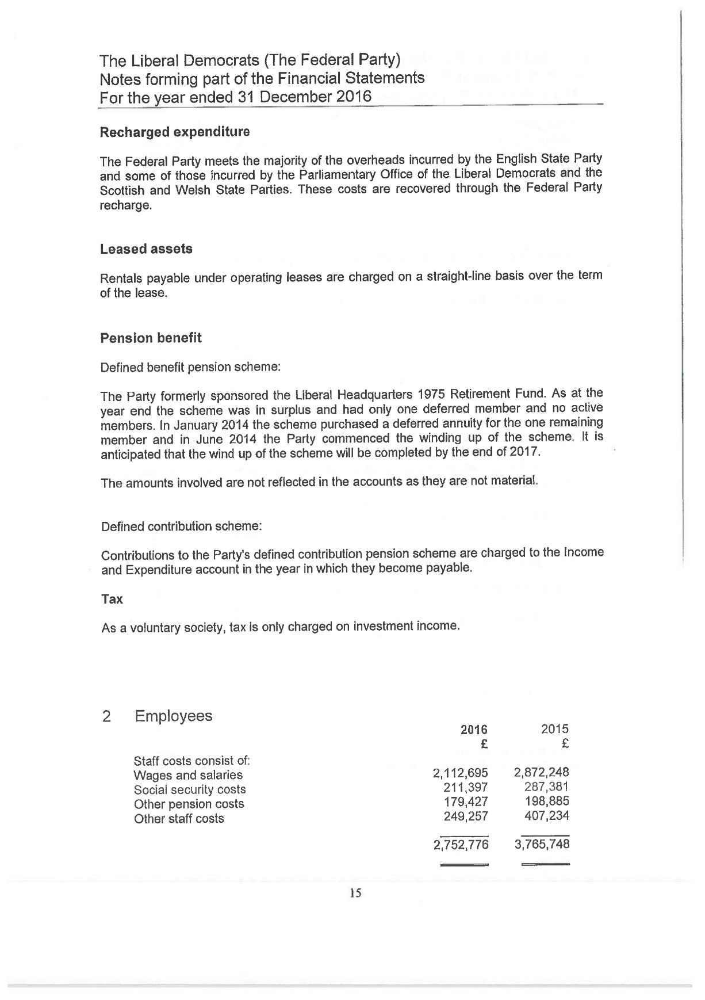 The Liberal Democrats (The Federal Party)
Notes forming part of the Financial Statements
For the year ended 31 December 2016
Recharged expenditure
The Federal Party meets the majority of the overheads incurred by the English State Party
and some of those incurred by the Parliamentary Office of the Liberal Democrats and the
Scottish and Welsh State Parties. These costs are recovered through the Federal Party
recharge.
Leased assets
Rentals payable under operating leases are charged on a straight-line basis over the term
of the lease.
Pension benefit
Defined benefit pension scheme:
The Party formerly sponsored the Liberal Headquarters 1975 Retirement Fund. As at the
year end the scheme was in surplus and had only one deferred member and no active
members. In January 2014 the scheme purchased a deferred annuity for the one remaining
member and in June 2014 the Party commenced the winding up of the scheme. It is
anticipated that the wind up of the scheme will be completed by the end of 2017.
The amounts involved are not reflected in the accounts as they are not material.
Defined contribution scheme:
Contributions to the Party's defined contribution pension scheme are charged to the Income
and Expenditure account in the year in which they become payable.
Tax
As a voluntary society, tax is only charged on investment income.
2 Employees
2016 2015
£ £
Staff costs consist of:
Wages and salaries 2,112,695 2,872,248
Social security costs 211,397 287,381
Other pension costs 179,427 198,885
Other staff costs 249,257 407,234
2,752,776 3,765,748
15